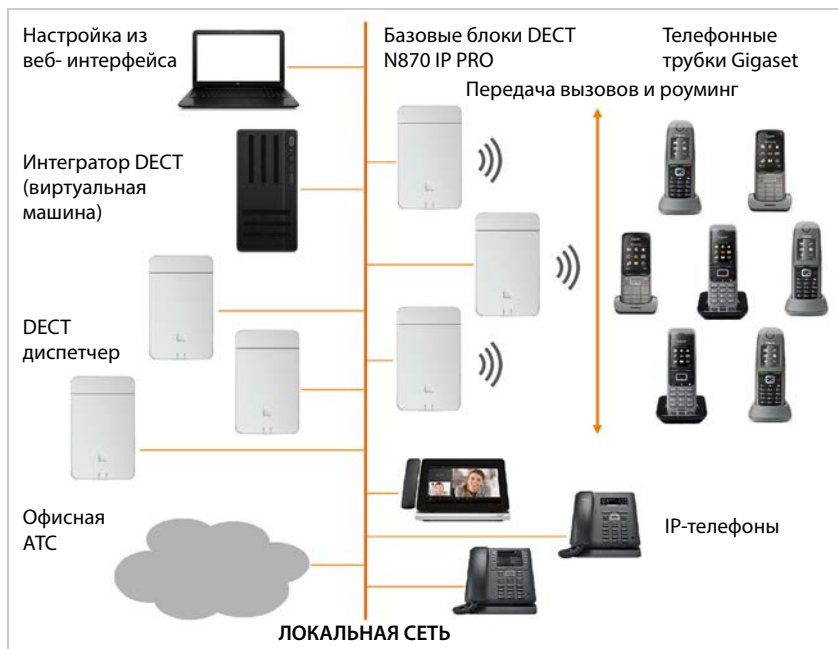 Настройка из
веб- интерфейса
Базовые блоки DECT
N870 IP PRO
Телефонные
трубки Gigaset
Передача вызовов и роуминг
Интегратор DECT
(виртуальная
машина)
DECT
диспетчер
Офисная
АТС
IP-телефоны
ЛОКАЛЬНАЯ СЕТЬ